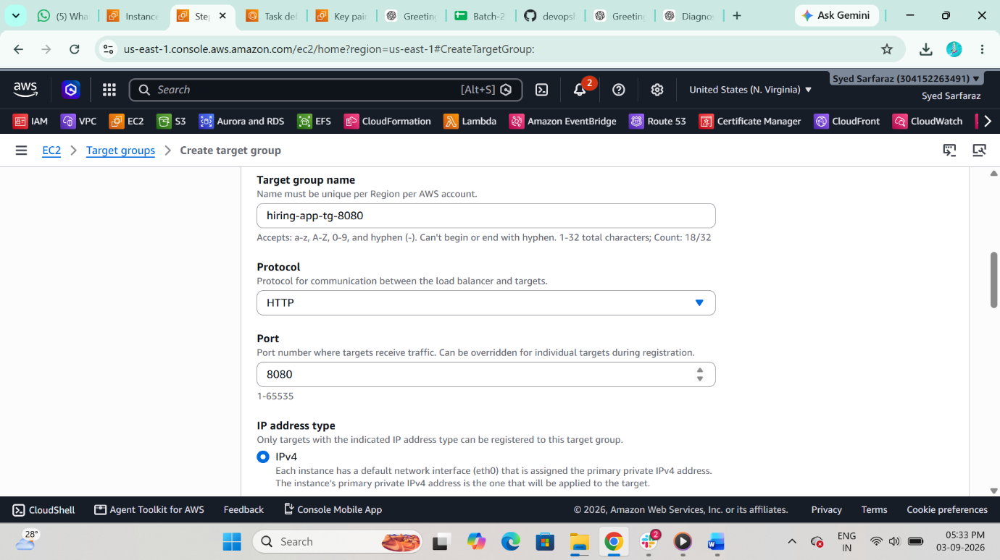 (5) Wha
Instance
Ste
Task def
Key pair
Greeting
Batch-2
devopsh
Greeting
Diagnos
Ask Gemini
us-east-1.console.aws.amazon.com/ec2/home?region=us-east-1#CreateTargetGroup:
aws
Search
[Alt+S]
2
United States (N. Virginia)
Syed Sarfaraz (304152263491)
Syed Sarfaraz
IAM
VPC
EC2
S3
Aurora and RDS
EFS
CloudFormation
Lambda
Amazon EventBridge
Route 53
Certificate Manager
CloudFront
CloudWatch
EC2
Target groups
Create target group
Target group name
Name must be unique per Region per AWS account.
hiring-app-tg-8080
Accepts: a-z, A-Z, 0-9, and hyphen (-). Can't begin or end with hyphen. 1-32 total characters; Count: 18/32
Protocol
Protocol for communication between the load balancer and targets.
HTTP
Port
Port number where targets receive traffic. Can be overridden for individual targets during registration.
8080
1-65535
IP address type
Only targets with the indicated IP address type can be registered to this target group.
IPv4
Each instance has a default network interface (eth0) that is assigned the primary private IPv4 address.
The instance's primary private IPv4 address is the one that will be applied to the target.
CloudShell
Agent Toolkit for AWS
Feedback
Console Mobile App
© 2026, Amazon Web Services, Inc. or its affiliates.
Privacy
Terms
Cookie preferences
28°
Search
2
ENG
IN
05:33 PM
03-09-2026